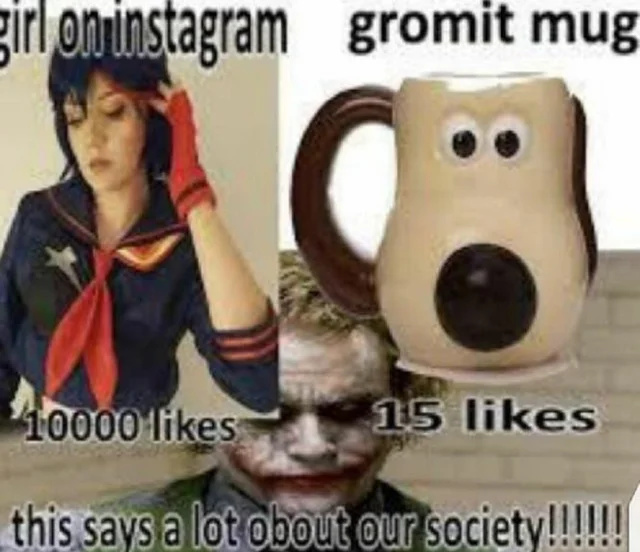 girl on instagram
gromit mug
10000 likes
15 likes
this says a lot obout our society!!!!!!